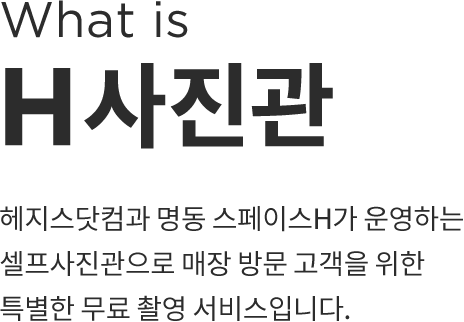 What is
H사진관
헤지스닷컴과 명동 스페이스H가 운영하는
셀프사진관으로 매장 방문 고객을 위한
특별한 무료 촬영 서비스입니다.